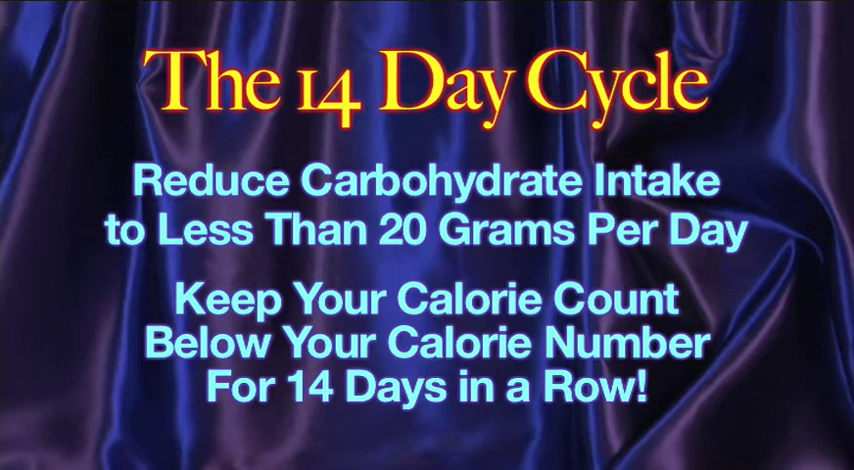 The 14 Day Cycle
Reduce Carbohydrate Intake
to Less Than 20 Grams Per Day
Keep Your Calorie Count
Below Your Calorie Number
For 14 Days in a Row!